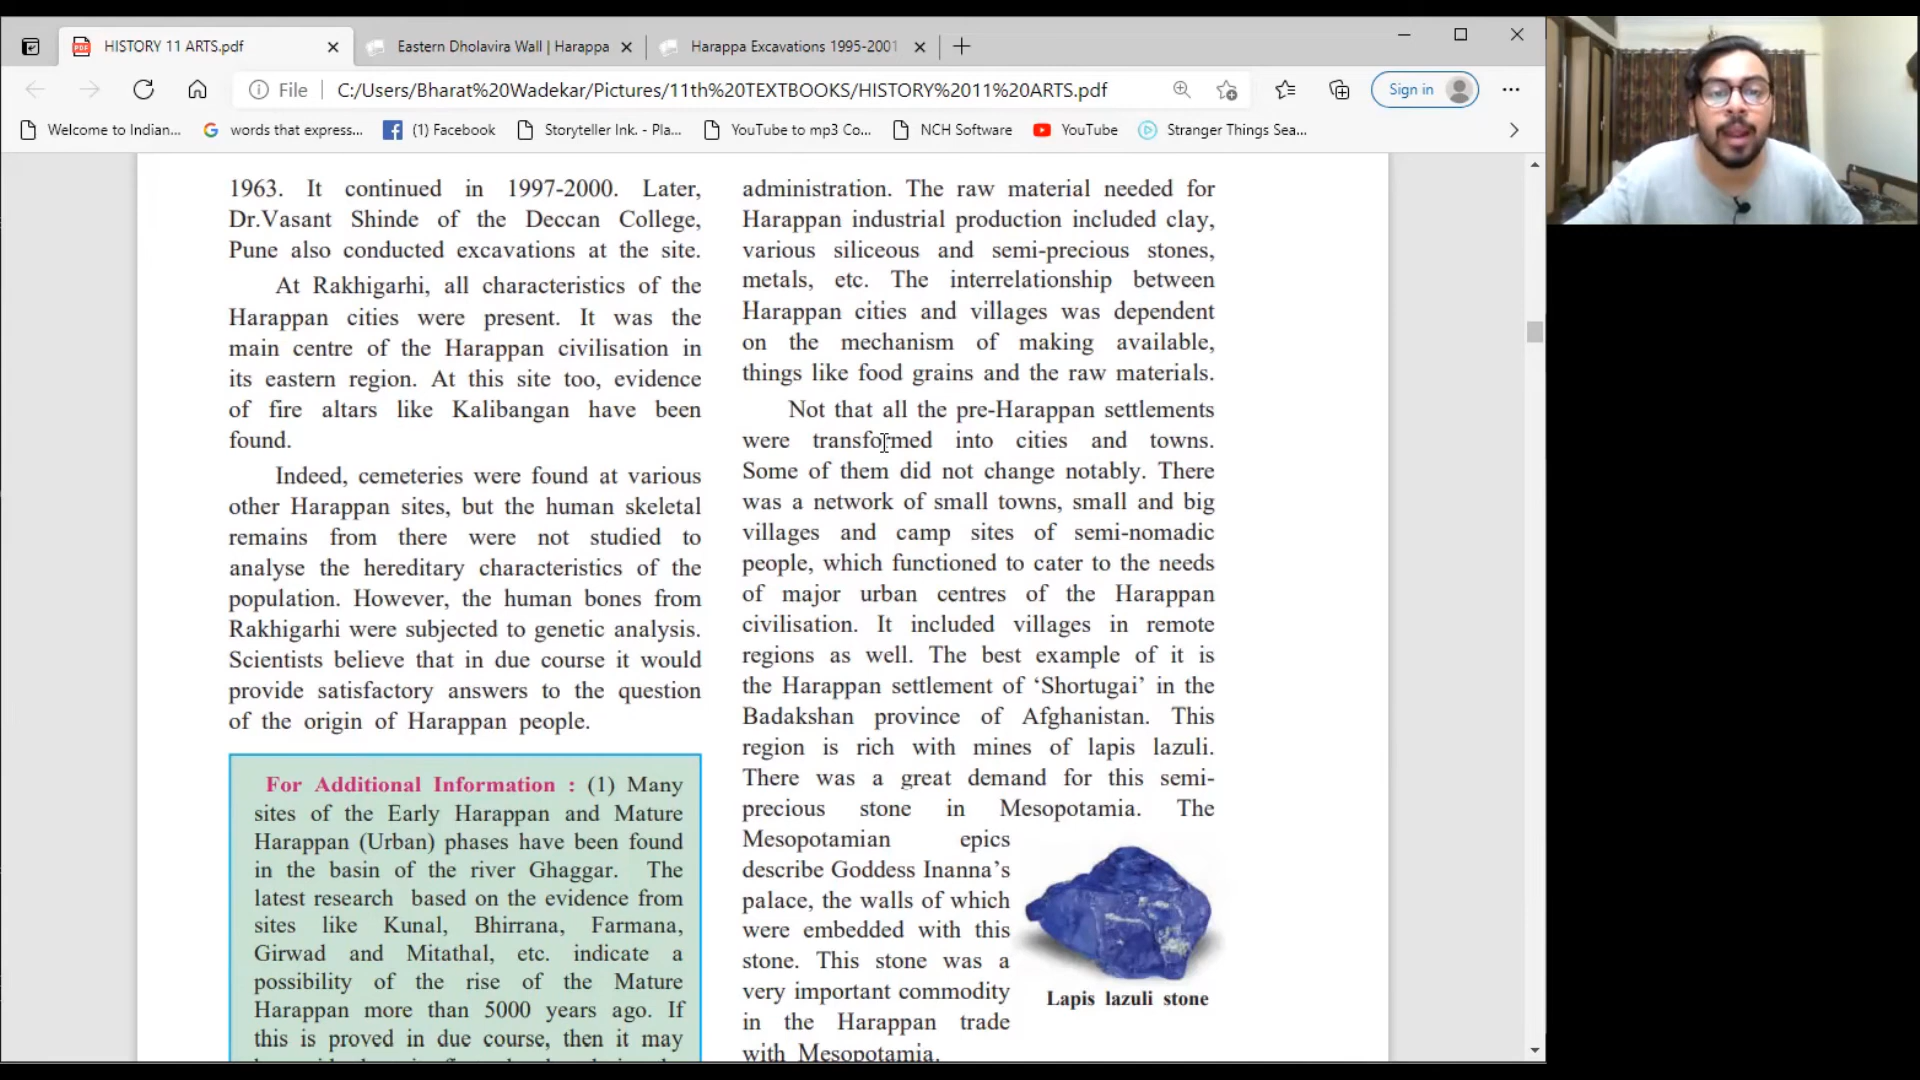 HISTORY 11 ARTS.pdf
Eastern Dholavira Wall | Harappa
Harappa Excavations 1995-2001
File
C:/Users/Bharat%20Wadekar/Pictures/11th%20TEXTBOOKS/HISTORY%2011%20ARTS.pdf
Sign in
Welcome to Indian...
words that express...
(1) Facebook
Storyteller Ink. - Pla...
YouTube to mp3 Co...
NCH Software
YouTube
Stranger Things Sea...
1963. It continued in 1997-2000. Later,
Dr.Vasant Shinde of the Deccan College,
Pune also conducted excavations at the site.
At Rakhigarhi, all characteristics of the
Harappan cities were present. It was the
main centre of the Harappan civilisation in
its eastern region. At this site too, evidence
of fire altars like Kalibangan have been
found.
Indeed, cemeteries were found at various
other Harappan sites, but the human skeletal
remains from there were not studied to
analyse the hereditary characteristics of the
population. However, the human bones from
Rakhigarhi were subjected to genetic analysis.
Scientists believe that in due course it would
provide satisfactory answers to the question
of the origin of Harappan people.
For Additional Information : (1) Many
sites of the Early Harappan and Mature
Harappan (Urban) phases have been found
in the basin of the river Ghaggar. The
latest research based on the evidence from
sites like Kunal, Bhirrana, Farmana,
Girwad and Mitathal, etc. indicate a
possibility of the rise of the Mature
Harappan more than 5000 years ago. If
this is proved in due course, then it may
administration. The raw material needed for
Harappan industrial production included clay,
various siliceous and semi-precious stones,
metals, etc. The interrelationship between
Harappan cities and villages was dependent
on the mechanism of making available,
things like food grains and the raw materials.
Not that all the pre-Harappan settlements
were transformed into cities and towns.
Some of them did not change notably. There
was a network of small towns, small and big
villages and camp sites of semi-nomadic
people, which functioned to cater to the needs
of major urban centres of the Harappan
civilisation. It included villages in remote
regions as well. The best example of it is
the Harappan settlement of ‘Shortugai’ in the
Badakshan province of Afghanistan. This
region is rich with mines of lapis lazuli.
There was a great demand for this semi-
precious stone in Mesopotamia. The
Mesopotamian epics
describe Goddess Inanna’s
palace, the walls of which
were embedded with this
stone. This stone was a
very important commodity
in the Harappan trade
with Mesopotamia.
Lapis lazuli stone